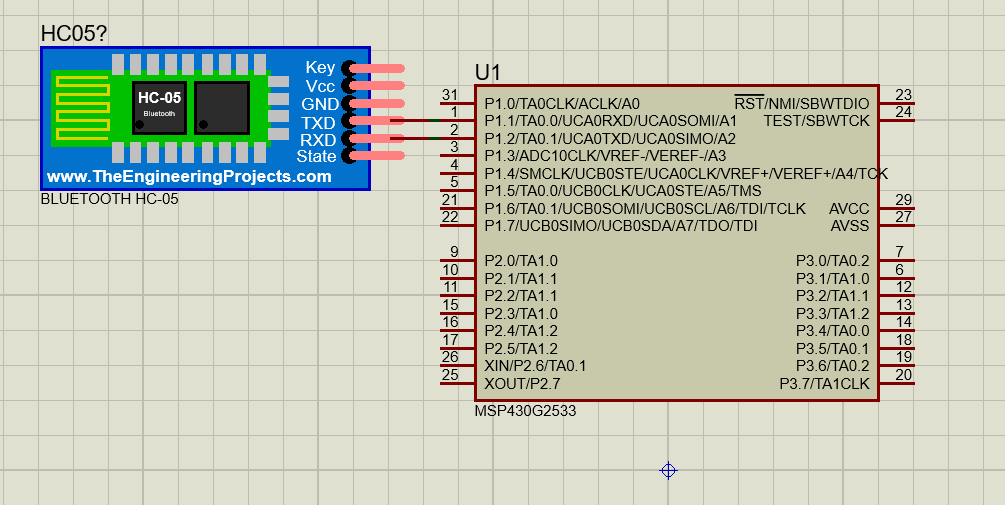 HC05?
Key
Vcc
GND
TXD
RXD
State
HC-05
Bluetooth
www.TheEngineeringProjects.com
BLUETOOTH HC-05
U1
31 P1.0/TA0CLK/ACLK/A0 RST/NMI/SBWTDIO 23
1 P1.1/TA0.0/UCA0RXD/UCA0SOMI/A1 TEST/SBWTCK 24
2 P1.2/TA0.1/UCA0TXD/UCA0SIMO/A2
3 P1.3/ADC10CLK/VREF-/VEREF-/A3
4 P1.4/SMCLK/UCB0STE/UCA0CLK/VREF+/VEREF+/A4/TCK
5 P1.5/TA0.0/UCB0CLK/UCA0STE/A5/TMS
21 P1.6/TA0.1/UCB0SOMI/UCB0SCL/A6/TDI/TCLK AVCC 29
22 P1.7/UCB0SIMO/UCB0SDA/A7/TDO/TDI AVSS 27
9 P2.0/TA1.0 P3.0/TA0.2 7
10 P2.1/TA1.1 P3.1/TA1.0 6
11 P2.2/TA1.1 P3.2/TA1.1 12
15 P2.3/TA1.0 P3.3/TA1.2 13
16 P2.4/TA1.2 P3.4/TA0.0 14
17 P2.5/TA1.2 P3.5/TA0.1 18
26 XIN/P2.6/TA0.1 P3.6/TA0.2 19
25 XOUT/P2.7 P3.7/TA1CLK 20
MSP430G2533